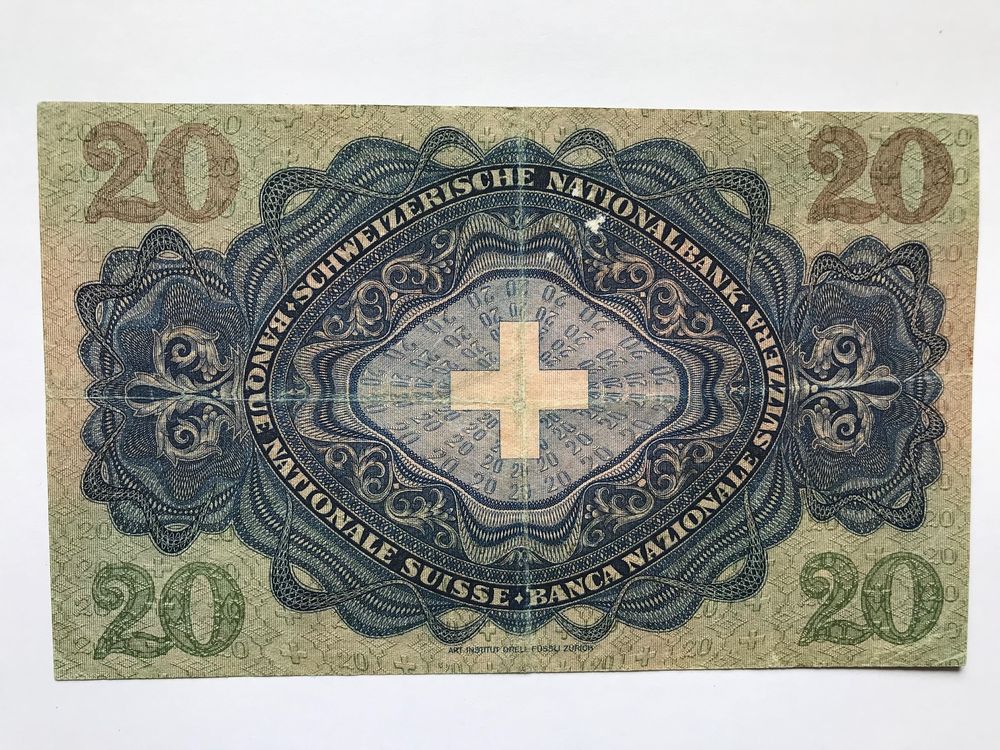 20 20
SCHWEIZERISCHE NATIONALBANK
BANQUE NATIONALE SUISSE
BANCA NAZIONALE SVIZZERA
20 20
ART. INSTITUT ORELL FÜSSLI ZÜRICH